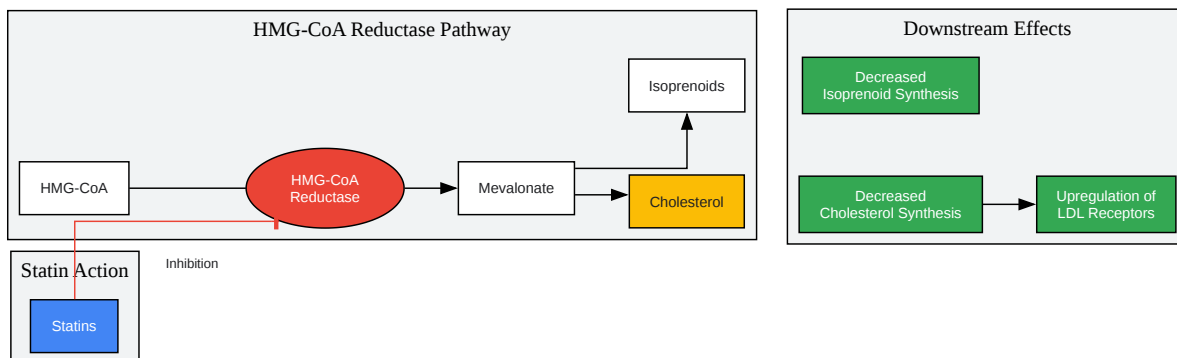 HMG-CoA Reductase Pathway
Isoprenoids
HMG-CoA
HMG-CoA
Reductase
Mevalonate
Cholesterol
Downstream Effects
Decreased
Isoprenoid Synthesis
Decreased
Cholesterol Synthesis
Upregulation of
LDL Receptors
Statin Action
Inhibition
Statins